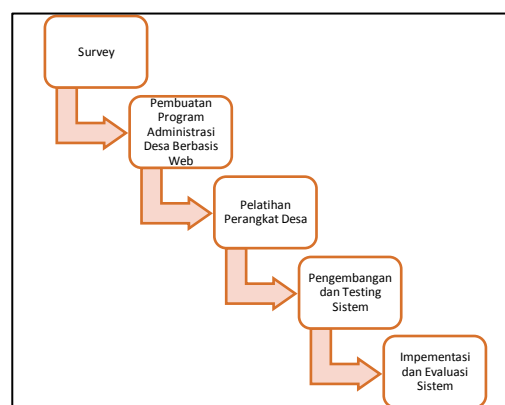 Survey
Pembuatan
Program
Administrasi
Desa Berbasis
Web
Pelatihan
Perangkat Desa
Pengembangan
dan Testing
Sistem
Impementasi
dan Evaluasi
Sistem